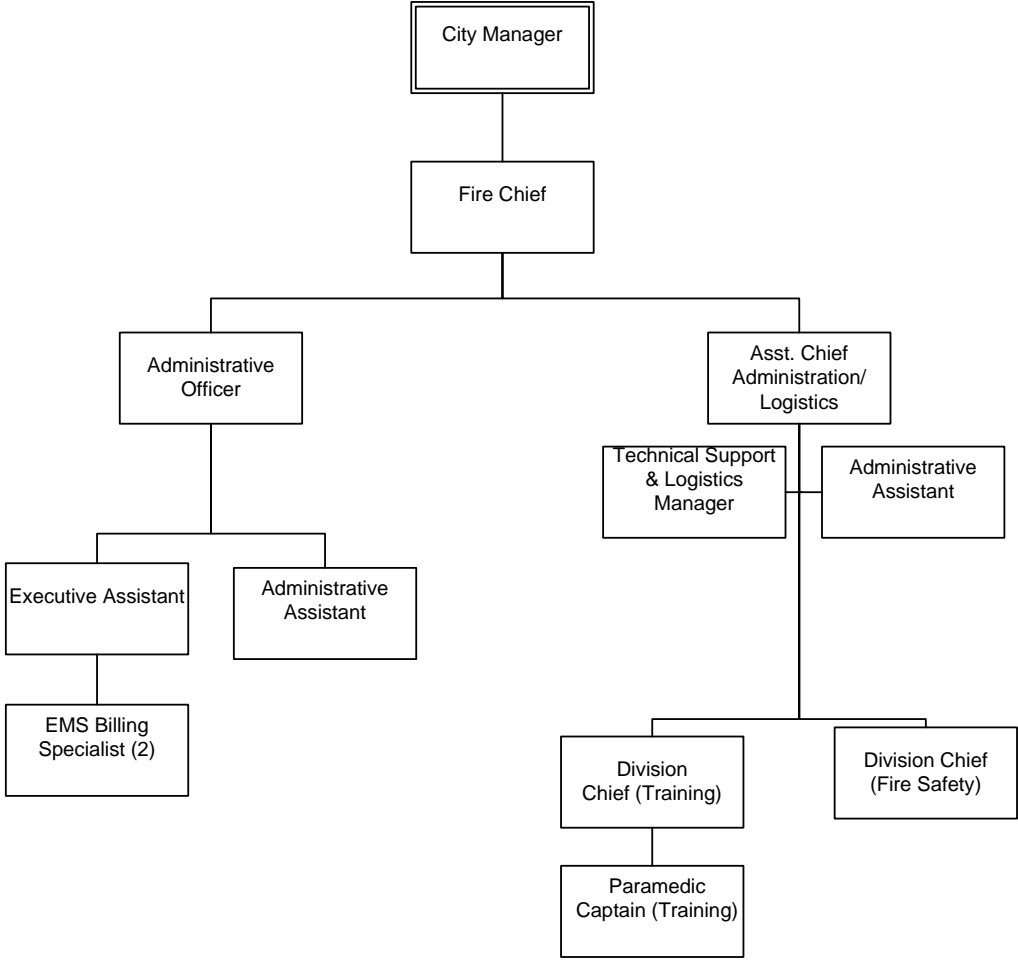 City Manager
Fire Chief
Administrative
Officer
Asst. Chief
Administration/
Logistics
Technical Support
& Logistics
Manager
Administrative
Assistant
Executive Assistant
Administrative
Assistant
EMS Billing
Specialist (2)
Division
Chief (Training)
Division Chief
(Fire Safety)
Paramedic
Captain (Training)